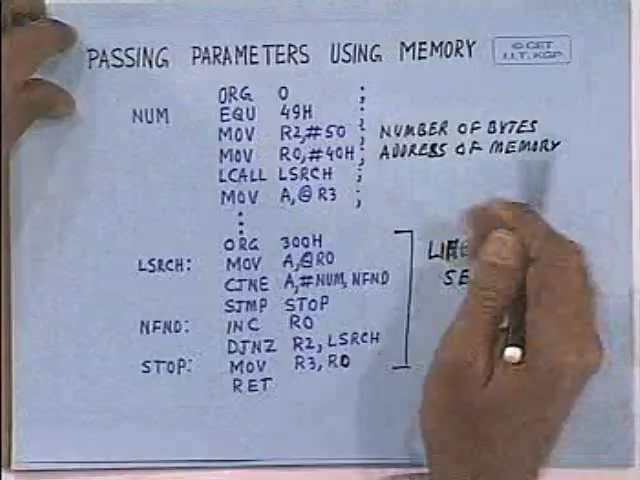 PASSING PARAMETERS USING MEMORY
© CET
I.I.T. KGP
ORG 0 ;
NUM EQU 49H ;
MOV R2,#50 ; NUMBER OF BYTES
MOV R0,#40H ; ADDRESS OF MEMORY
LCALL LSRCH ;
MOV A,@R3 ;
:
ORG 300H
LSRCH: MOV A,@R0
CJNE A,#NUM,NFND
SJMP STOP
NFND: INC R0
DJNZ R2,LSRCH
STOP: MOV R3,R0
RET